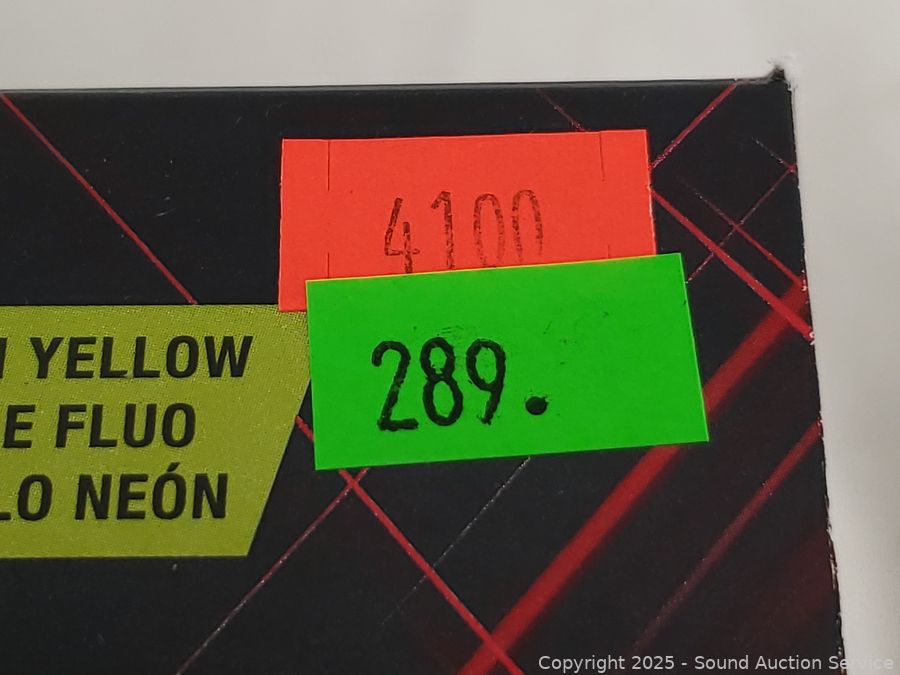 4100
289.
YELLOW
E FLUO
LO NEÓN
Copyright 2025 - Sound Auction Service